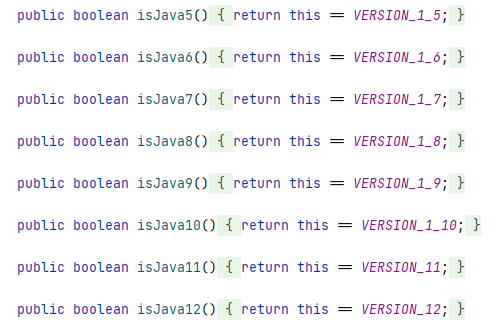 public boolean isJava5() { return this == VERSION_1_5; }
public boolean isJava6() { return this == VERSION_1_6; }
public boolean isJava7() { return this == VERSION_1_7; }
public boolean isJava8() { return this == VERSION_1_8; }
public boolean isJava9() { return this == VERSION_1_9; }
public boolean isJava10() { return this == VERSION_1_10; }
public boolean isJava11() { return this == VERSION_11; }
public boolean isJava12() { return this == VERSION_12; }